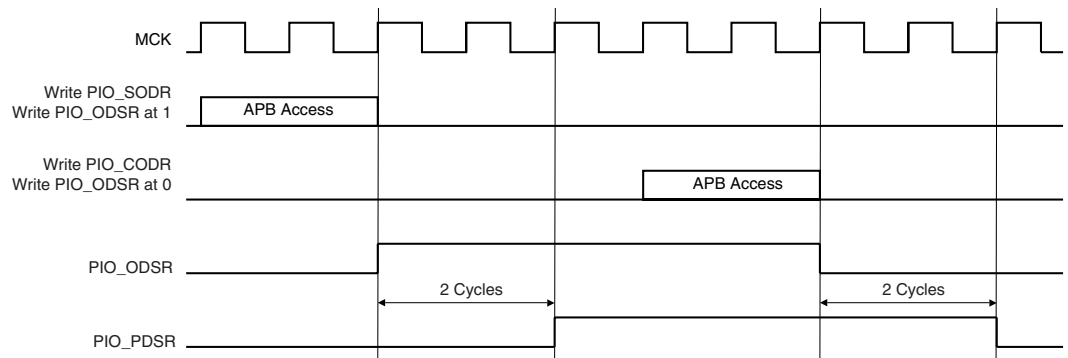 MCK
Write PIO_SODR
Write PIO_ODSR at 1
APB Access
Write PIO_CODR
Write PIO_ODSR at 0
APB Access
PIO_ODSR
2 Cycles
2 Cycles
PIO_PDSR